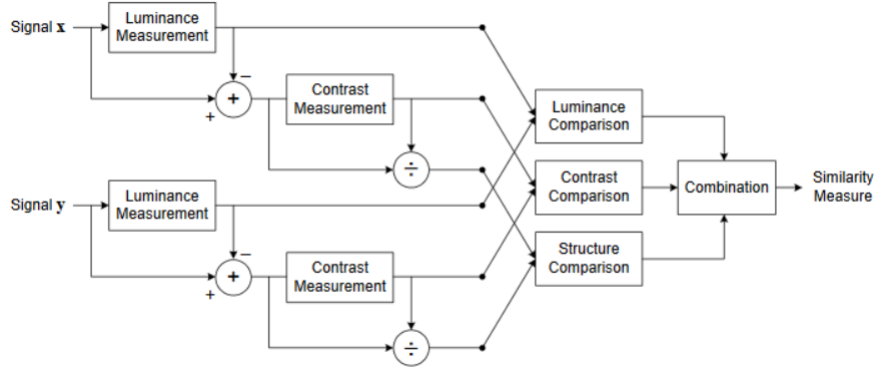 Signal x
Luminance
Measurement
−
+
+
Contrast
Measurement
÷
Signal y
Luminance
Measurement
−
+
+
Contrast
Measurement
÷
Luminance
Comparison
Contrast
Comparison
Structure
Comparison
Combination
Similarity
Measure